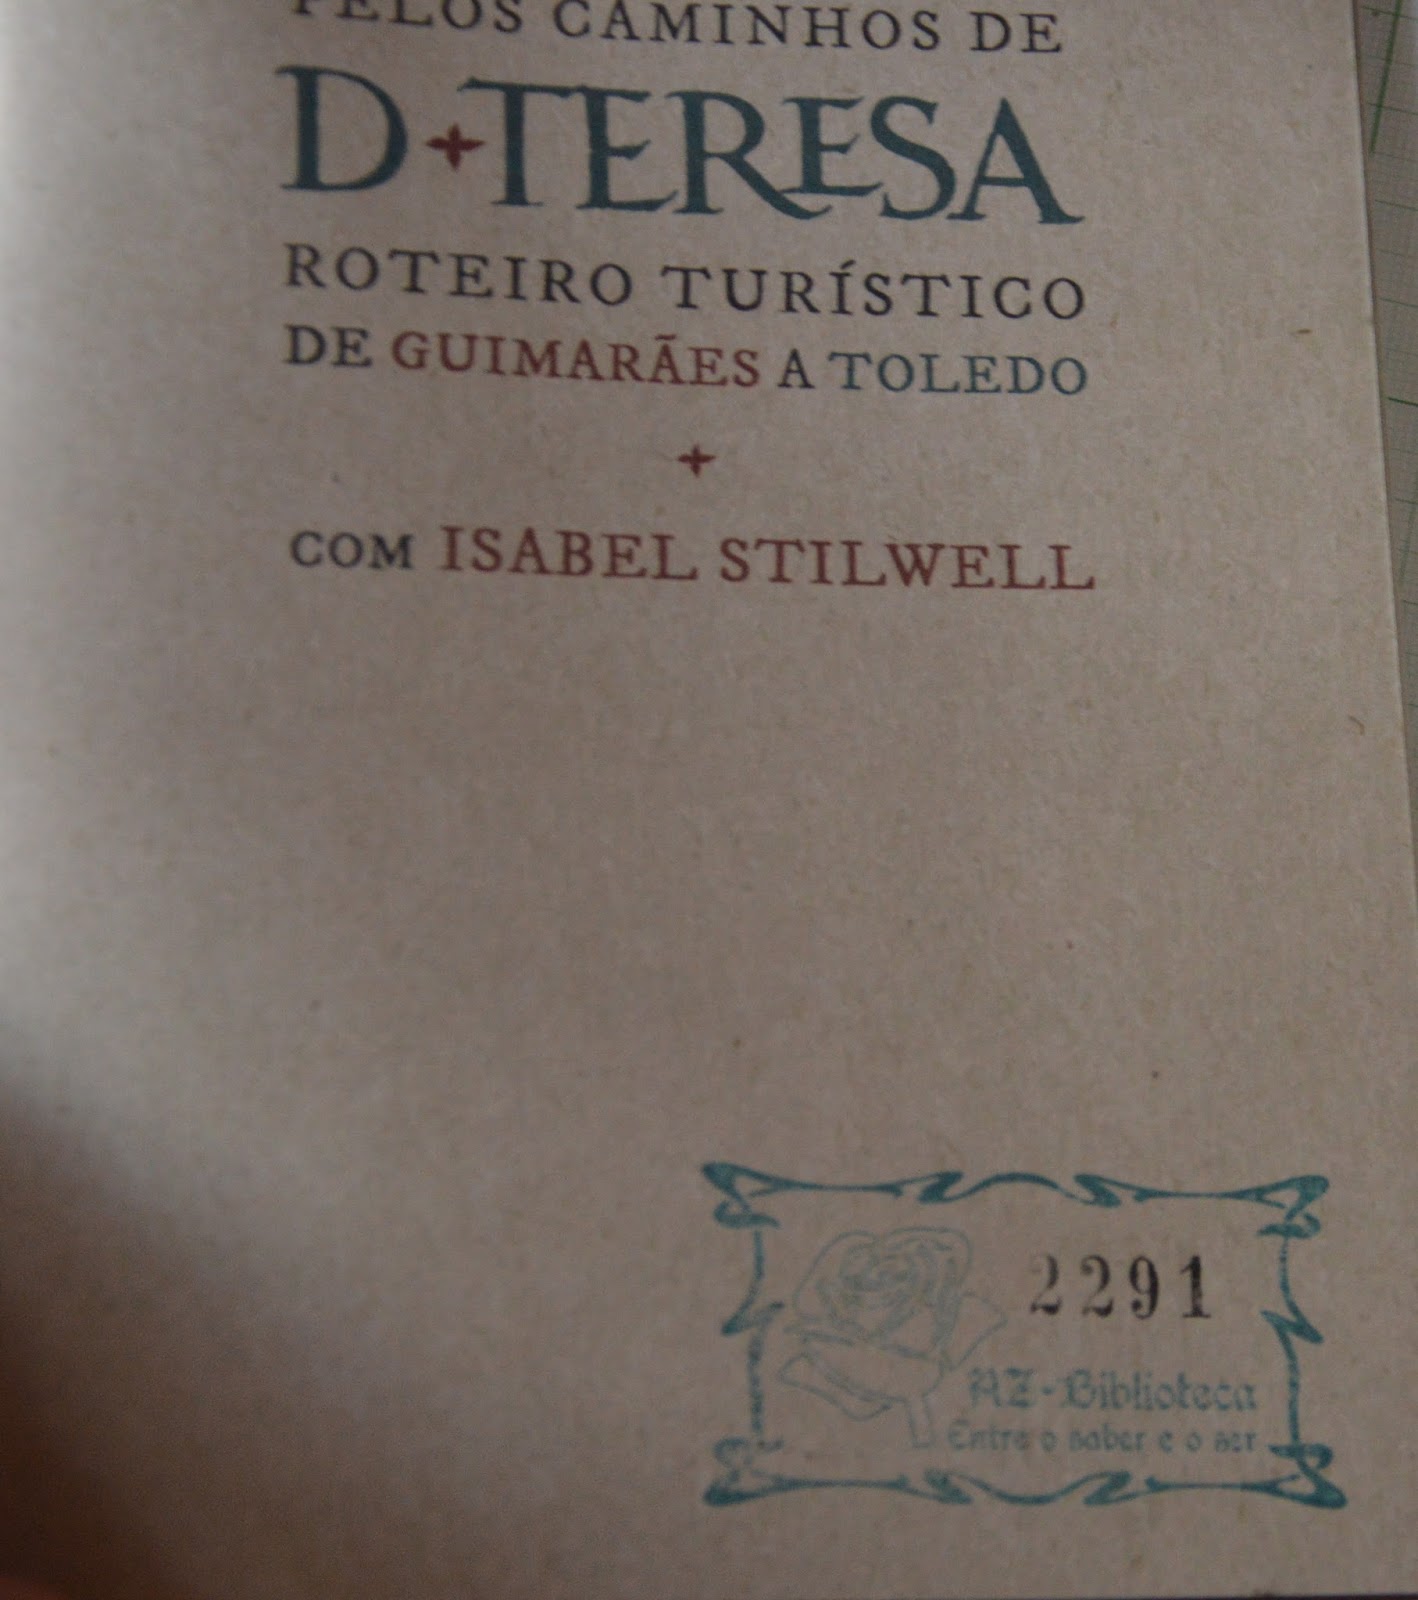 PELOS CAMINHOS DE
D+TERESA
ROTEIRO TURÍSTICO
DE GUIMARÃES A TOLEDO
+
COM ISABEL STILWELL
2291
AZ-Biblioteca
Entre o saber e o ser